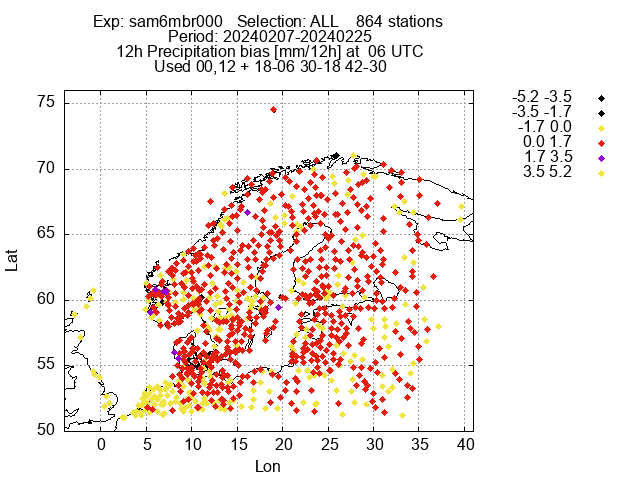 Exp: sam6mbr000   Selection: ALL    864 stations
Period: 20240207-20240225
12h Precipitation bias [mm/12h] at  06 UTC
Used 00,12 + 18-06 30-18 42-30
-5.2 -3.5
-3.5 -1.7
-1.7 0.0
0.0 1.7
1.7 3.5
3.5 5.2
75
70
65
60
55
50
Lat
0 5 10 15 20 25 30 35 40
Lon